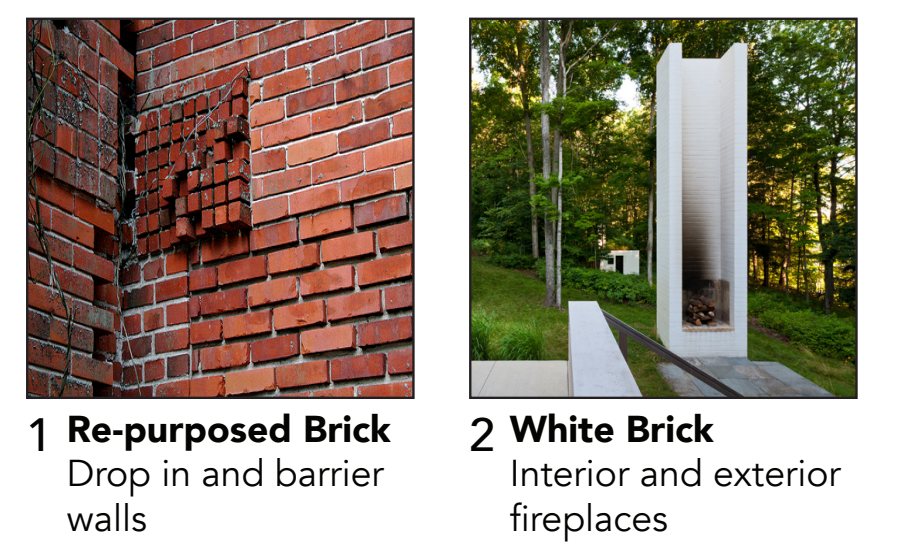 1 Re-purposed Brick
Drop in and barrier
walls
2 White Brick
Interior and exterior
fireplaces